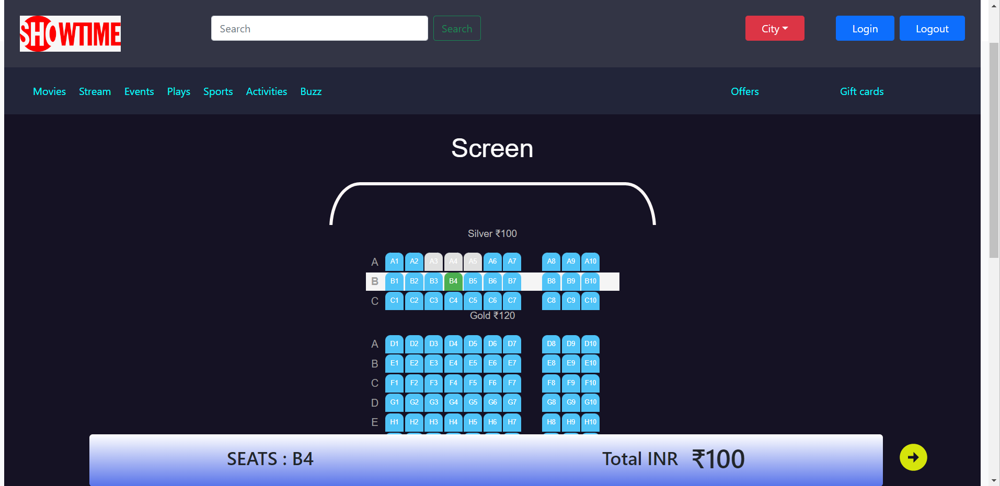 SHOWTIME
Search Search City Login Logout
Movies Stream Events Plays Sports Activities Buzz Offers Gift cards
Screen
Silver ₹100
A A1 A2 A3 A4 A5 A6 A7 A8 A9 A10
B B1 B2 B3 B4 B5 B6 B7 B8 B9 B10
C C1 C2 C3 C4 C5 C6 C7 C8 C9 C10
Gold ₹120
A D1 D2 D3 D4 D5 D6 D7 D8 D9 D10
B E1 E2 E3 E4 E5 E6 E7 E8 E9 E10
C F1 F2 F3 F4 F5 F6 F7 F8 F9 F10
D G1 G2 G3 G4 G5 G6 G7 G8 G9 G10
E H1 H2 H3 H4 H5 H6 H7 H8 H9 H10
SEATS : B4 Total INR ₹100